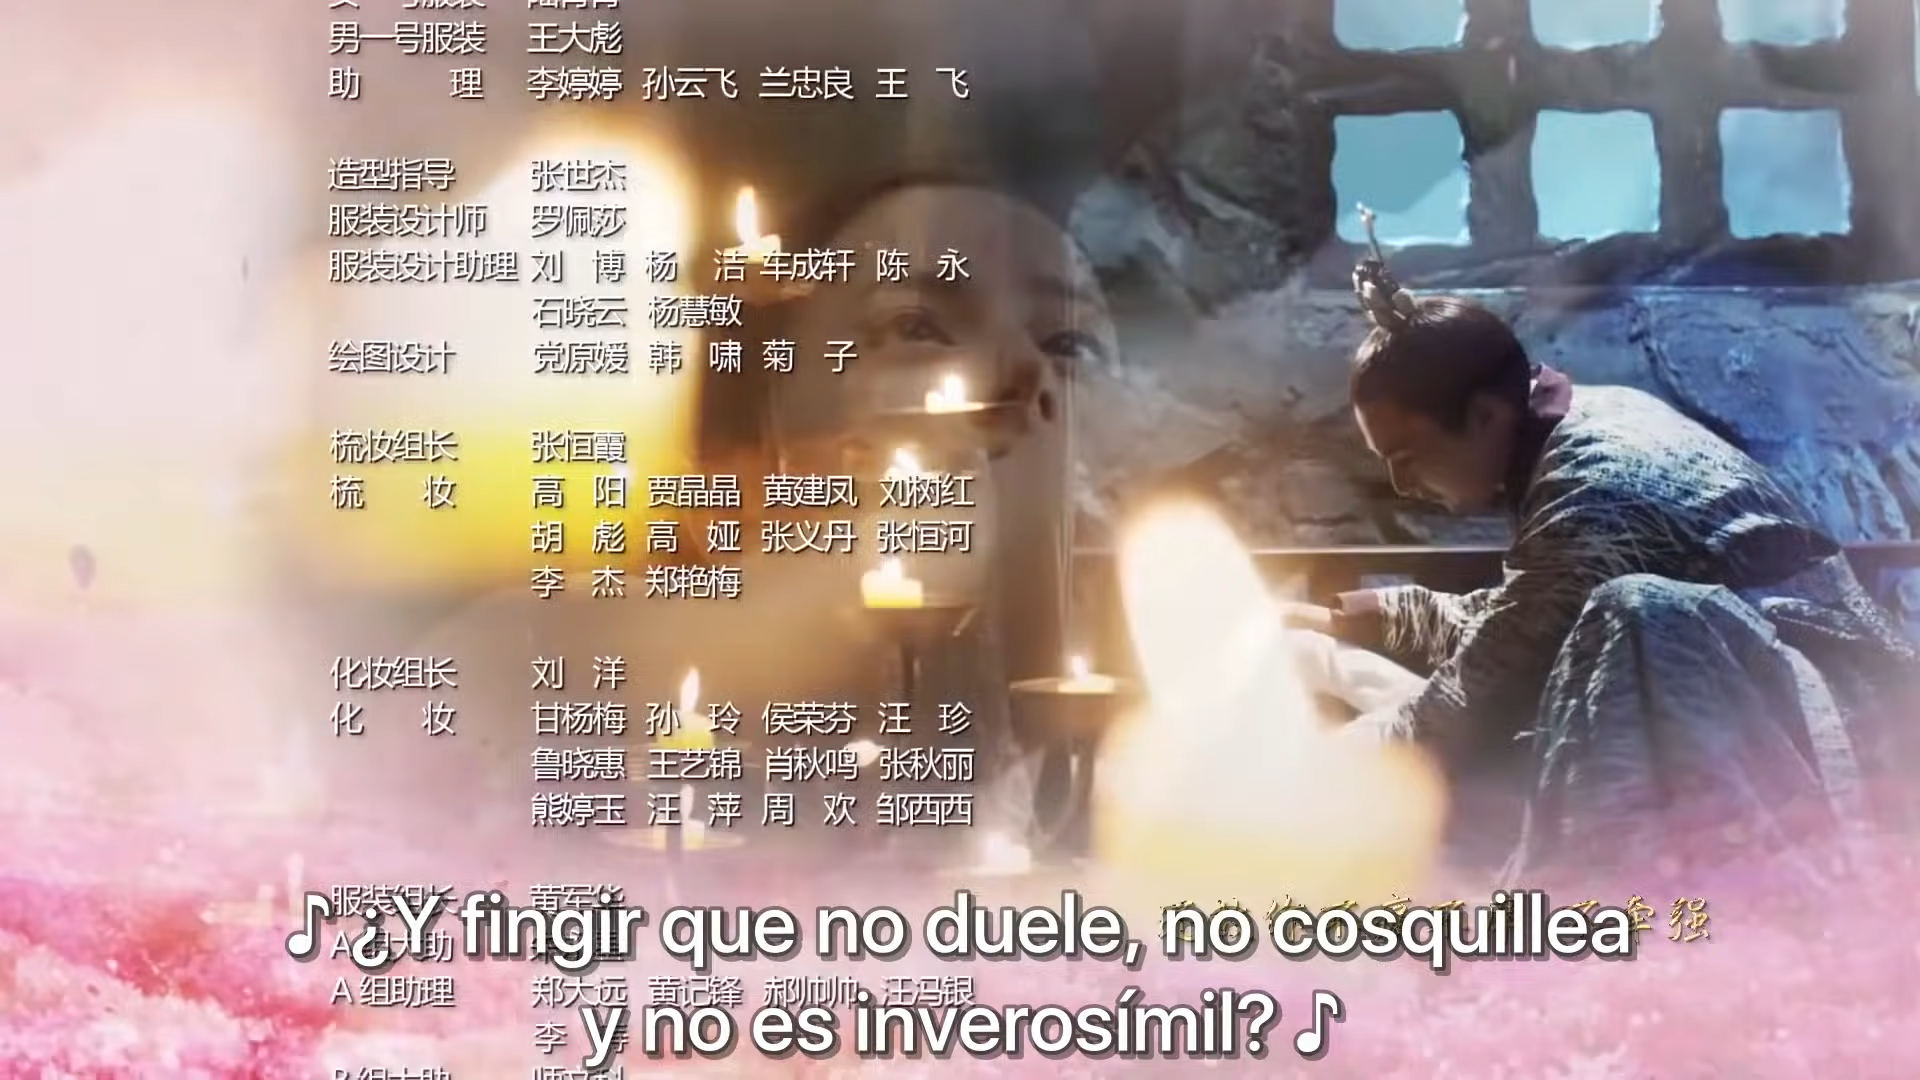 男一号服装 王大彪
助 理 李婷婷 孙云飞 兰忠良 王 飞
造型指导 张世杰
服装设计师 罗佩莎
服装设计助理 刘 博 杨 洁 车成轩 陈 永
石晓云 杨慧敏
绘图设计 党原媛 韩 啸 菊 子
梳妆组长 张恒霞
梳 妆 高 阳 贾晶晶 黄建凤 刘树红
胡 彪 高 娅 张义丹 张恒河
李 杰 郑艳梅
化妆组长 刘 洋
化 妆 甘杨梅 孙 玲 侯荣芬 汪 珍
鲁晓惠 王艺锦 肖秋鸣 张秋丽
熊婷玉 汪 萍 周 欢 邹西西
服装组长 黄军华
♪ ¿Y fingir que no duele, no cosquillea
A 组助理 郑大远 黄记锋 郝帅帅 汪冯银
y no es inverosímil? ♪